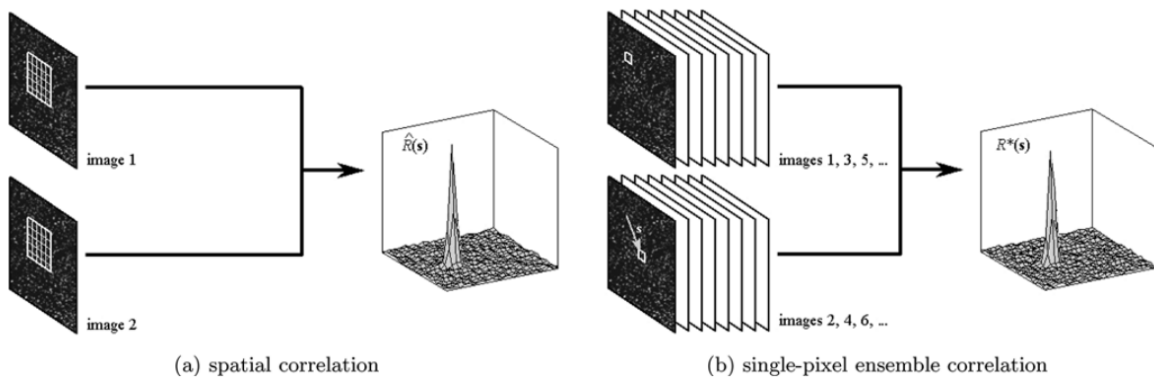 R̂(s)
image 1
image 2
(a) spatial correlation
R*(s)
images 1, 3, 5, ...
s
images 2, 4, 6, ...
(b) single-pixel ensemble correlation